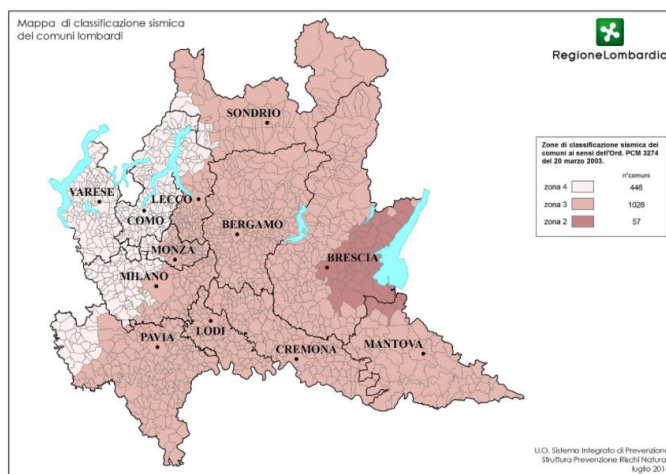 Mappa di classificazione sismica
dei comuni lombardi
RegioneLombardia
SONDRIO
VARESE
LECCO
COMO
BERGAMO
MONZA
BRESCIA
MILANO
LODI
PAVIA
CREMONA
MANTOVA
Zone di classificazione sismica dei
comuni ai sensi dell'Ord. PCM 3274
del 20 marzo 2003.
n°comuni
zona 4 446
zona 3 1028
zona 2 57
U.O. Sistema Integrato di Prevenzione
Struttura Prevenzione Rischi Natural
luglio 201